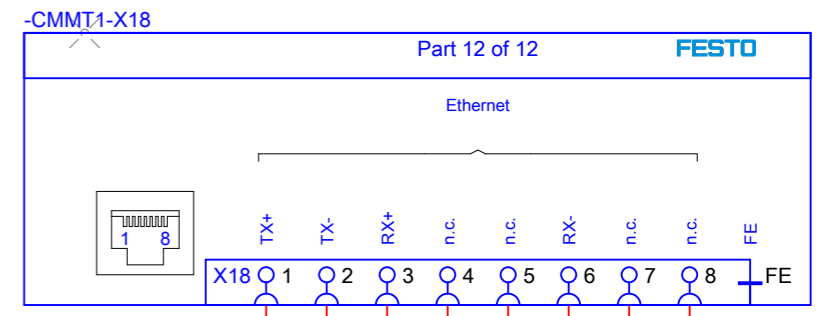 -CMMT1-X18
Part 12 of 12 FESTO
Ethernet
TX+ TX- RX+ n.c. n.c. RX- n.c. n.c. FE
1 8
X18 1 2 3 4 5 6 7 8 FE